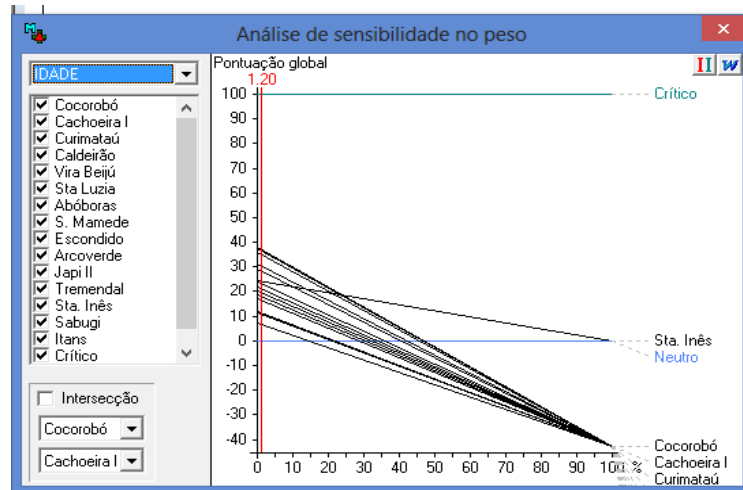 Análise de sensibilidade no peso
IDADE
Cocorobó
Cachoeira I
Curimataú
Caldeirão
Vira Beijú
Sta Luzia
Abóboras
S. Mamede
Escondido
Arcoverde
Japi II
Tremendal
Sta. Inês
Sabugi
Itans
Crítico
Intersecção
Cocorobó
Cachoeira I
Pontuação global
1.20
100
90
80
70
60
50
40
30
20
10
0
-10
-20
-30
-40
0 10 20 30 40 50 60 70 80 90 100 %
Crítico
Sta. Inês
Neutro
Cocorobó
Cachoeira I
Curimataú